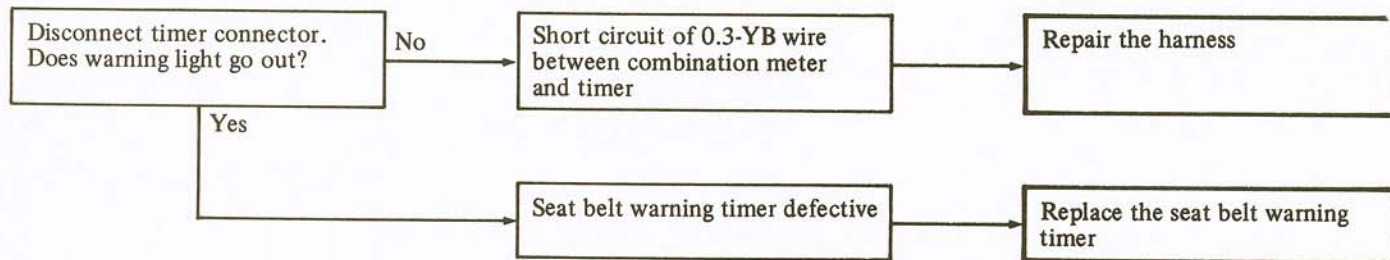 Disconnect timer connector.
Does warning light go out?
No
Short circuit of 0.3-YB wire
between combination meter
and timer
Repair the harness
Yes
Seat belt warning timer defective
Replace the seat belt warning
timer